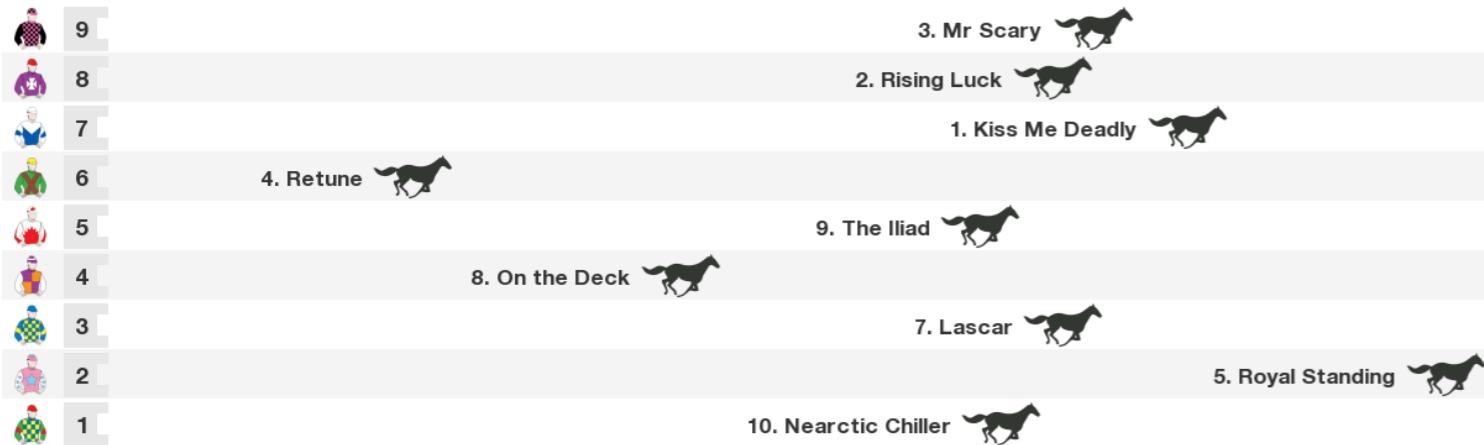 9 3. Mr Scary
8 2. Rising Luck
7 1. Kiss Me Deadly
6 4. Retune
5 9. The Iliad
4 8. On the Deck
3 7. Lascar
2 5. Royal Standing
1 10. Nearctic Chiller